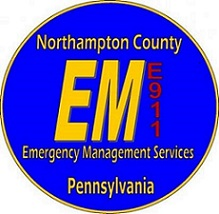 Northampton County
EM
E911
Emergency Management Services
Pennsylvania